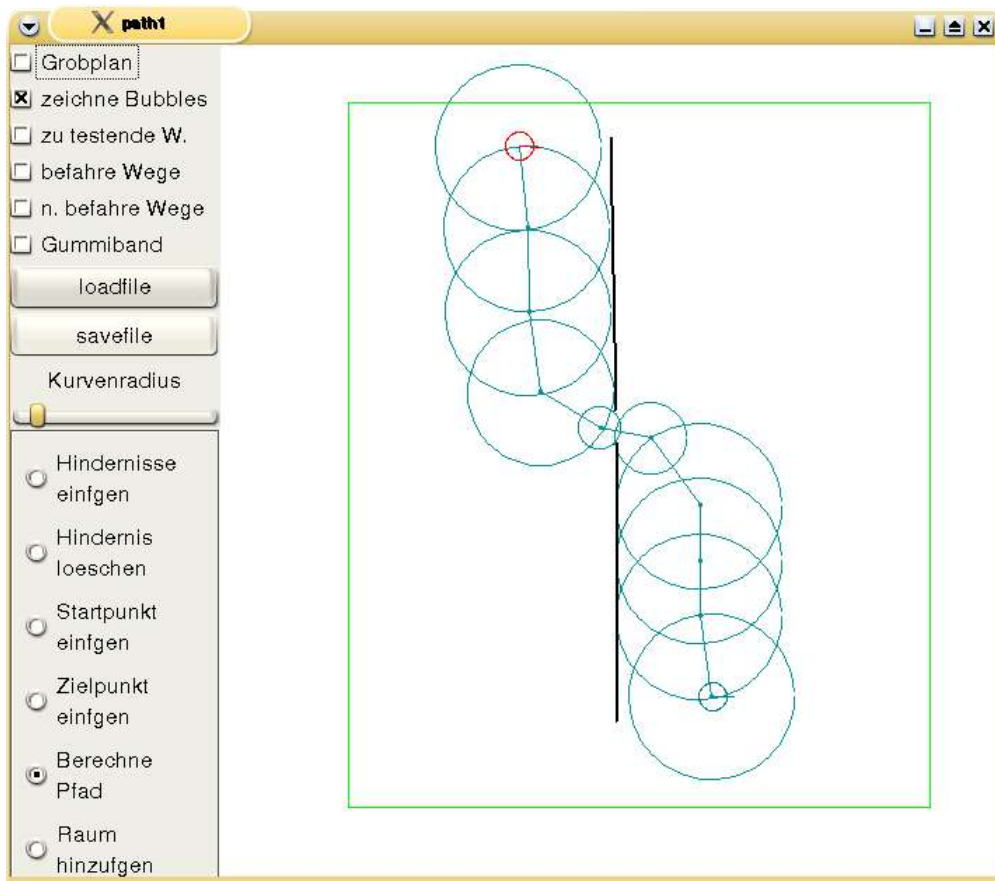 path1
Grobplan
zeichne Bubbles
zu testende W.
befahre Wege
n. befahre Wege
Gummiband
loadfile
savefile
Kurvenradius
Hindernisse
einfgen
Hindernis
loeschen
Startpunkt
einfgen
Zielpunkt
einfgen
Berechne
Pfad
Raum
hinzufgen